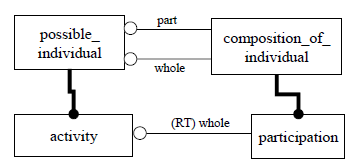 part
possible_
individual
composition_of_
individual
whole
(RT) whole
activity
participation